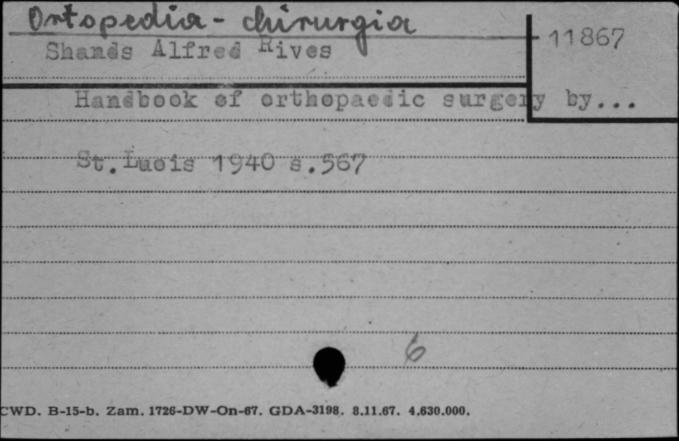 Ortopedia - chirurgia
11867
Shands Alfred Rives
Handbook of orthopaedic surgery by...
St. Luois 1940 s.567
6
CWD. B-15-b. Zam. 1726-DW-On-67. GDA-3198. 8.11.67. 4.630.000.